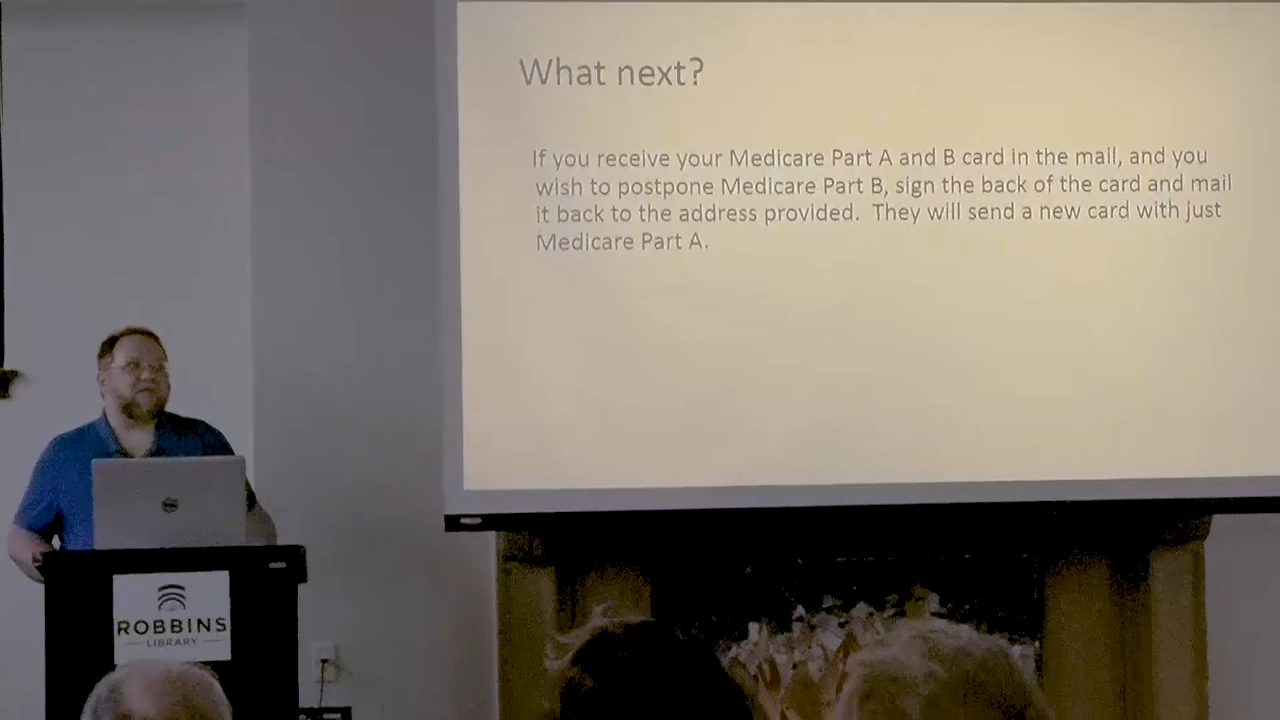 What next?
If you receive your Medicare Part A and B card in the mail, and you
wish to postpone Medicare Part B, sign the back of the card and mail
it back to the address provided.  They will send a new card with just
Medicare Part A.
ROBBINS
LIBRARY